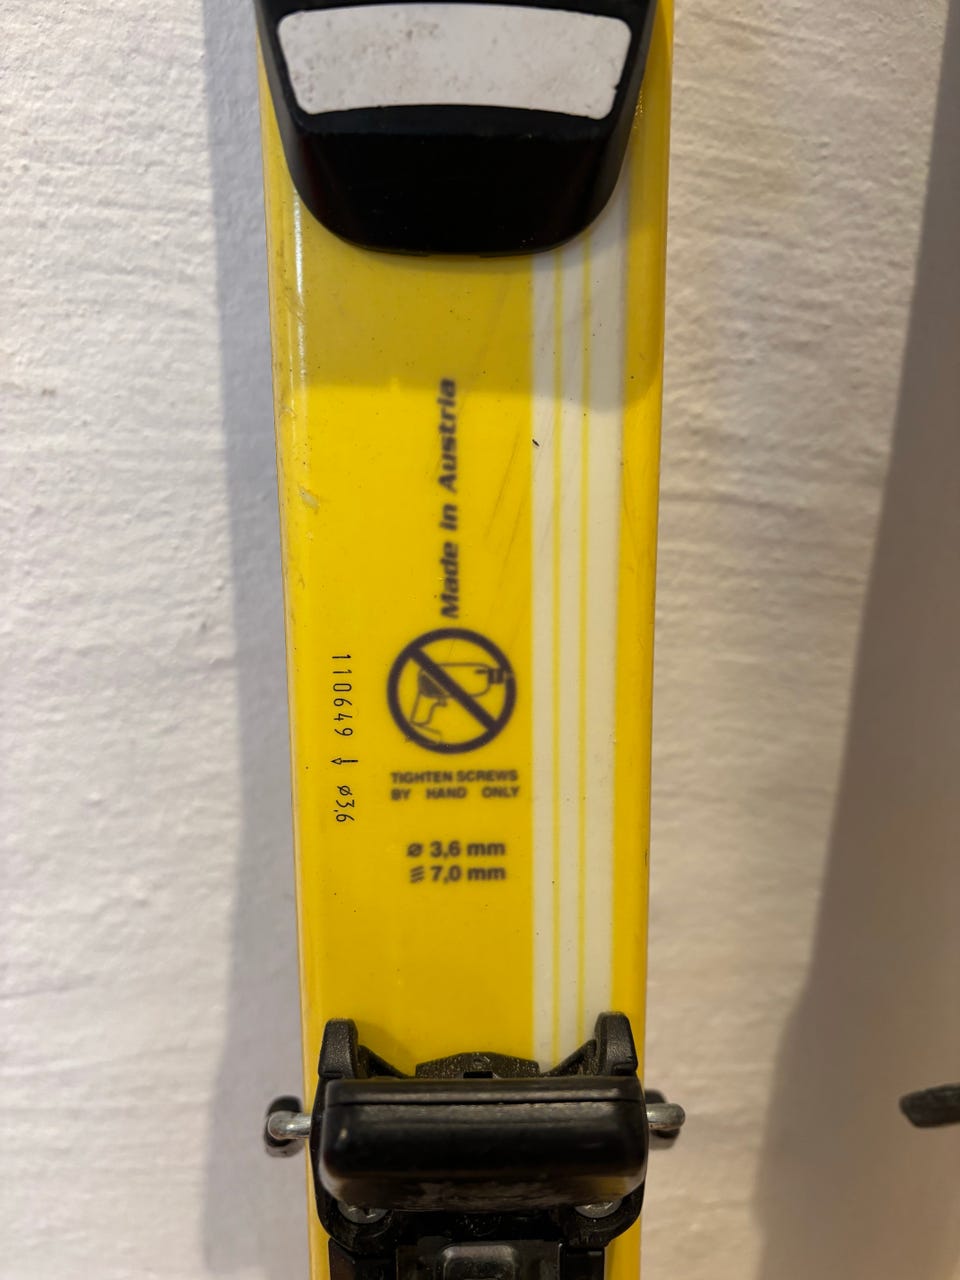 Made in Austria
110649 ø3,6
TIGHTEN SCREWS
BY HAND ONLY
ø 3,6 mm
7,0 mm